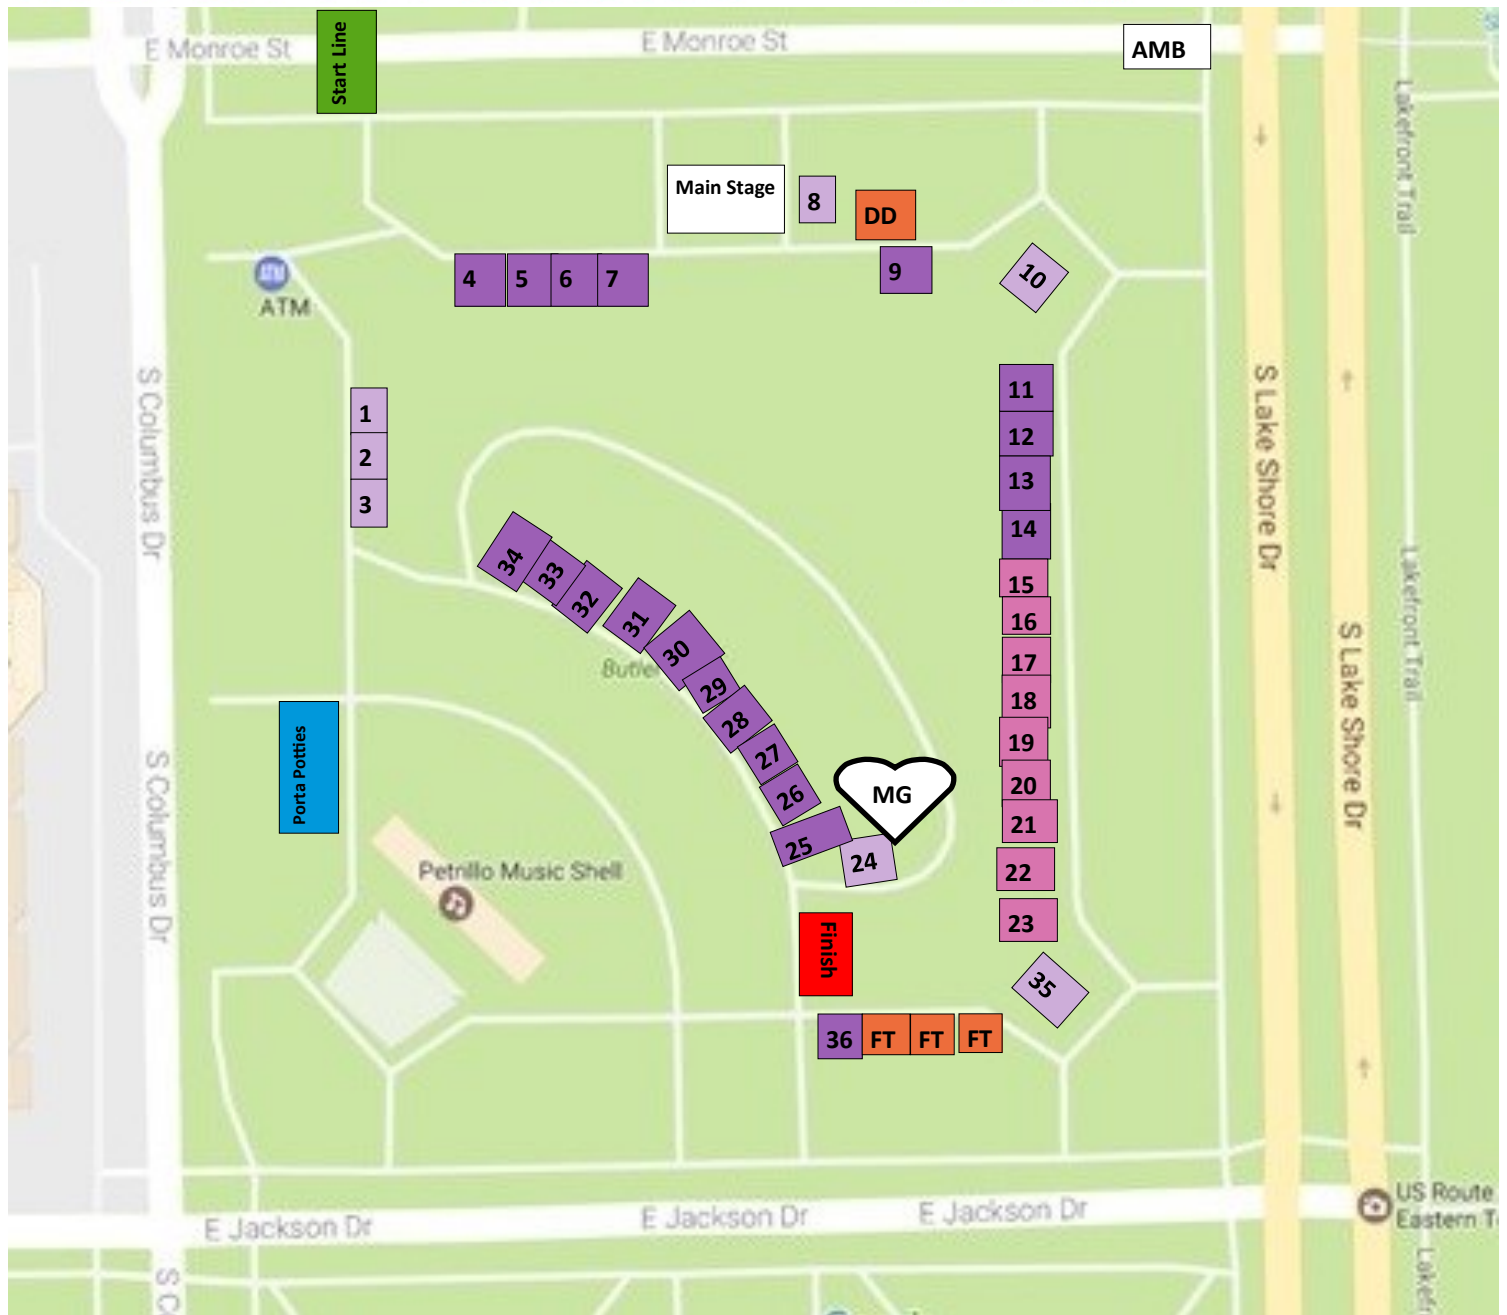 E Monroe St
Start Line
E Monroe St
AMB
Lakefront Trail
Main Stage
8
DD
ATM
ATM
4
5
6
7
9
10
S Columbus Dr
1
2
3
S Lake Shore Dr
11
12
13
14
15
16
17
18
19
20
21
22
23
34
33
32
31
30
29
28
27
26
25
24
MG
Lakefront Trail
S Lake Shore Dr
Butler
Porta Potties
S Columbus Dr
Petrillo Music Shell
Finish
35
36
FT
FT
FT
US Route
Eastern T
E Jackson Dr
E Jackson Dr
E Jackson Dr
S C
Lakef